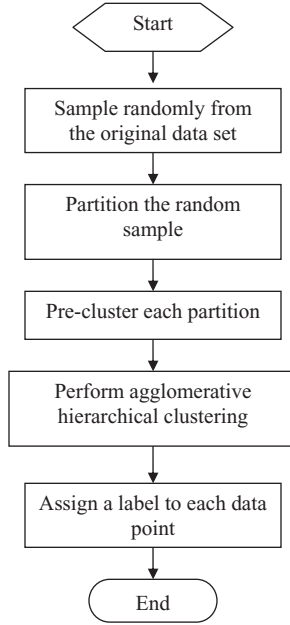 Start
Sample randomly from
the original data set
Partition the random
sample
Pre-cluster each partition
Perform agglomerative
hierarchical clustering
Assign a label to each data
point
End